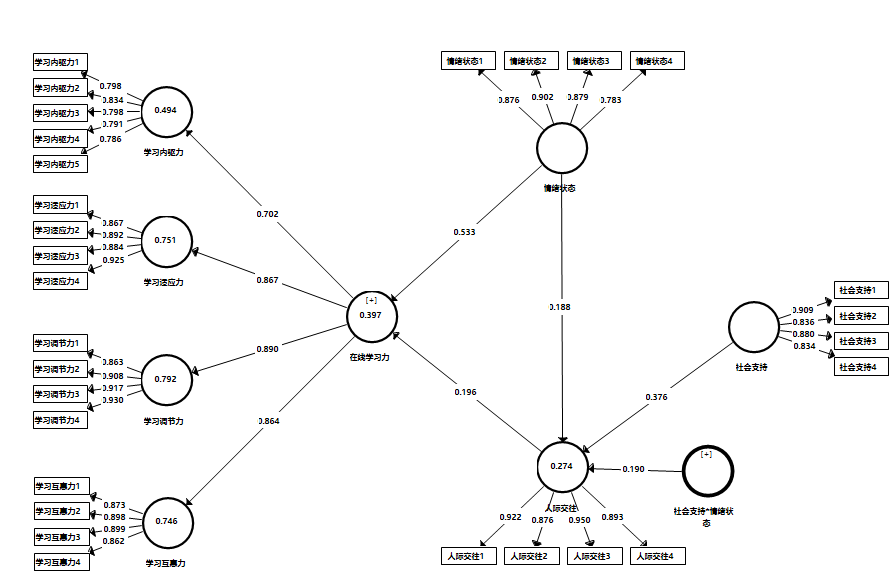 学习内驱力1
学习内驱力2
学习内驱力3
学习内驱力4
学习内驱力5
0.798
0.834
0.798
0.791
0.786
0.494
学习内驱力
学习适应力1
学习适应力2
学习适应力3
学习适应力4
0.867
0.892
0.884
0.925
0.751
学习适应力
学习调节力1
学习调节力2
学习调节力3
学习调节力4
0.863
0.908
0.917
0.930
0.792
学习调节力
学习互惠力1
学习互惠力2
学习互惠力3
学习互惠力4
0.873
0.898
0.899
0.862
0.746
学习互惠力
0.702
0.867
0.890
0.864
[+]
0.397
在线学习力
情绪状态1
情绪状态2
情绪状态3
情绪状态4
0.876
0.902
0.879
0.783
情绪状态
0.533
0.188
0.196
0.274
人际交往
0.922
0.876
0.950
0.893
人际交往1
人际交往2
人际交往3
人际交往4
0.376
0.190
社会支持1
社会支持2
社会支持3
社会支持4
0.909
0.836
0.880
0.834
社会支持
[+]
社会支持*情绪状
态